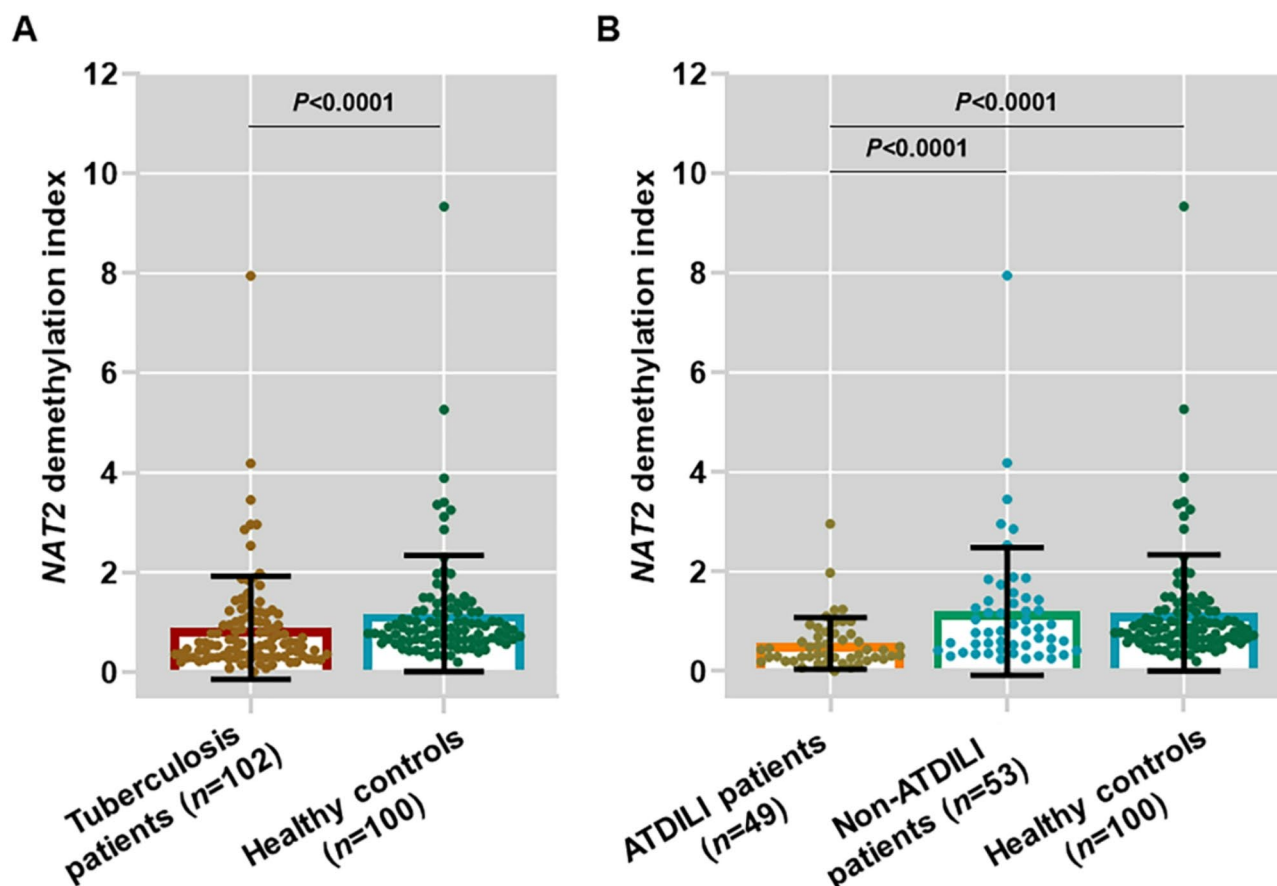 A
NAT2 demethylation index
12
10
8
6
4
2
0
P<0.0001
Tuberculosis
patients (n=102)
Healthy controls
(n=100)
B
NAT2 demethylation index
12
10
8
6
4
2
0
P<0.0001
P<0.0001
ATDILI patients
(n=49)
Non-ATDILI
patients (n=53)
Healthy controls
(n=100)